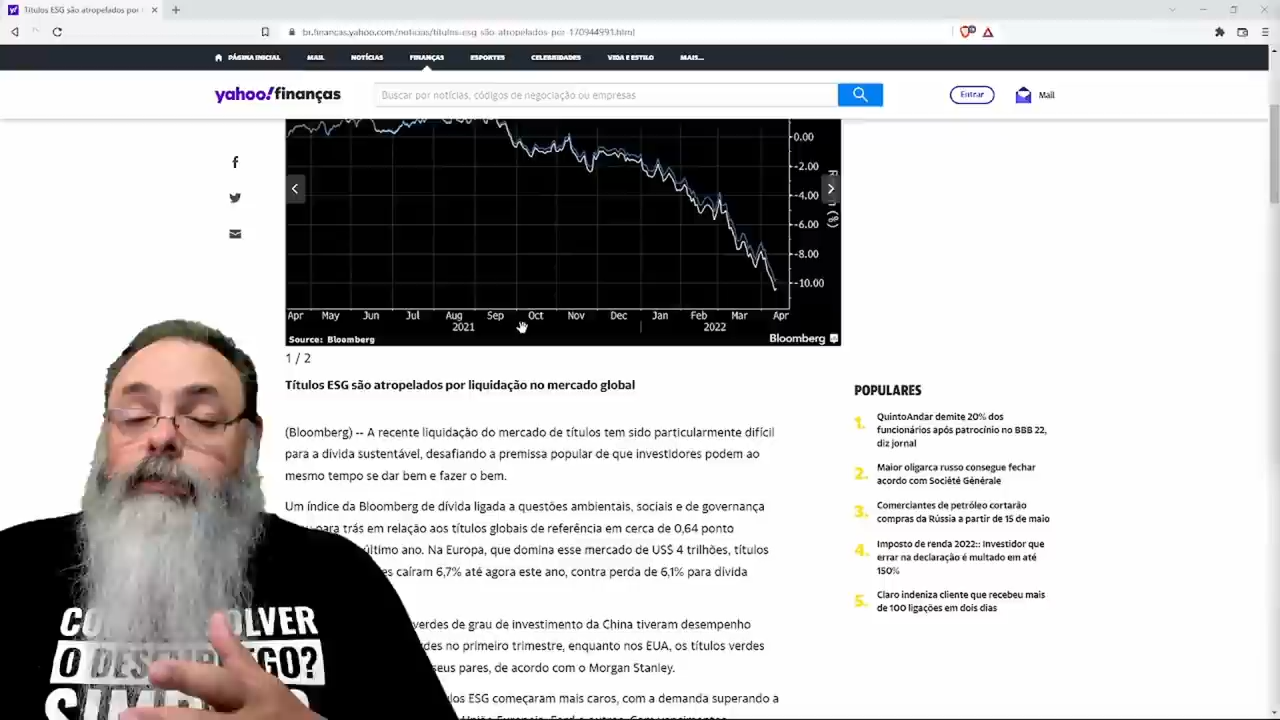 Títulos ESG são atropelados por
br.financas.yahoo.com/noticias/titulos-esg-são-atropelados-por-170944991.html
PÁGINA INICIAL MAIL NOTÍCIAS FINANÇAS ESPORTES CELEBRIDADES VIDA E ESTILO MAIS...
yahoo!finanças
Buscar por notícias, códigos de negociação ou empresas
Entrar
Mail
0.00
-2.00
-4.00
-6.00
-8.00
-10.00
(%)
Apr May Jun Jul Aug Sep Oct Nov Dec Jan Feb Mar Apr
2021 2022
Source: Bloomberg
Bloomberg
1 / 2
Títulos ESG são atropelados por liquidação no mercado global
(Bloomberg) -- A recente liquidação do mercado de títulos tem sido particularmente difícil
para a dívida sustentável, desafiando a premissa popular de que investidores podem ao
mesmo tempo se dar bem e fazer o bem.
Um índice da Bloomberg de dívida ligada a questões ambientais, sociais e de governança
para trás em relação aos títulos globais de referência em cerca de 0,64 ponto
último ano. Na Europa, que domina esse mercado de US$ 4 trilhões, títulos
caíram 6,7% até agora este ano, contra perda de 6,1% para dívida
verdes de grau de investimento da China tiveram desempenho
no primeiro trimestre, enquanto nos EUA, os títulos verdes
seus pares, de acordo com o Morgan Stanley.
ESG começaram mais caros, com a demanda superando a
POPULARES
1. QuintoAndar demite 20% dos
funcionários após patrocínio no BBB 22,
diz jornal
2. Maior oligarca russo consegue fechar
acordo com Société Générale
3. Comerciantes de petróleo cortarão
compras da Rússia a partir de 15 de maio
4. Imposto de renda 2022:: Investidor que
errar na declaração é multado em até
150%
5. Claro indeniza cliente que recebeu mais
de 100 ligações em dois dias
O